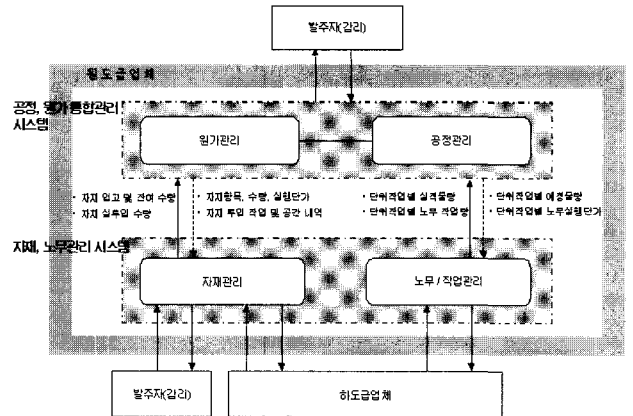 발주자(감리)
원도급업체
공정, 원가 통합관리
시스템
원가관리
공정관리
· 자재 입고 및 잔여 수량
· 자재 실투입 수량
· 자재항목, 수량, 실행단가
· 자재 투입 작업 및 공간 내역
· 단위작업별 실적물량
· 단위작업별 노무 작업량
· 단위작업별 예정물량
· 단위작업별 노무실행단가
자재, 노무관리 시스템
자재관리
노무 / 작업관리
발주자(감리)
하도급업체